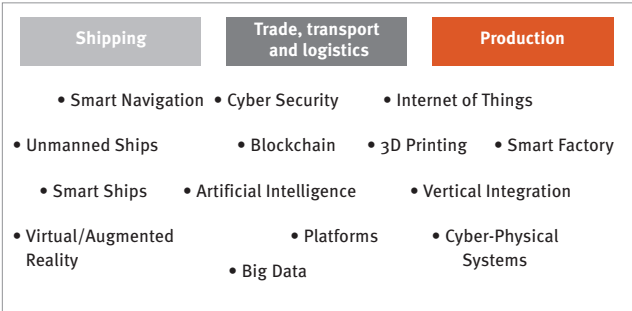 Shipping
Trade, transport
and logistics
Production
• Smart Navigation • Cyber Security • Internet of Things
• Unmanned Ships • Blockchain • 3D Printing • Smart Factory
• Smart Ships • Artificial Intelligence • Vertical Integration
• Virtual/Augmented
Reality
• Platforms
• Cyber-Physical
Systems
• Big Data